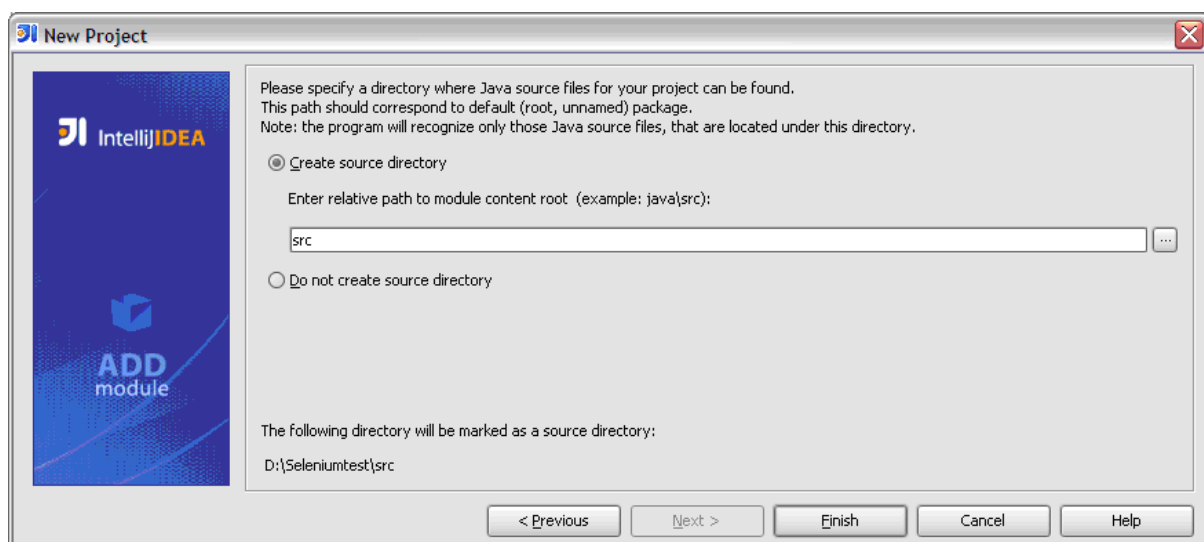 New Project
IntelliJIDEA
ADD
module
Please specify a directory where Java source files for your project can be found.
This path should correspond to default (root, unnamed) package.
Note: the program will recognize only those Java source files, that are located under this directory.
Create source directory
Enter relative path to module content root (example: java\src):
src
...
Do not create source directory
The following directory will be marked as a source directory:
D:\Seleniumtest\src
< Previous
Next >
Finish
Cancel
Help